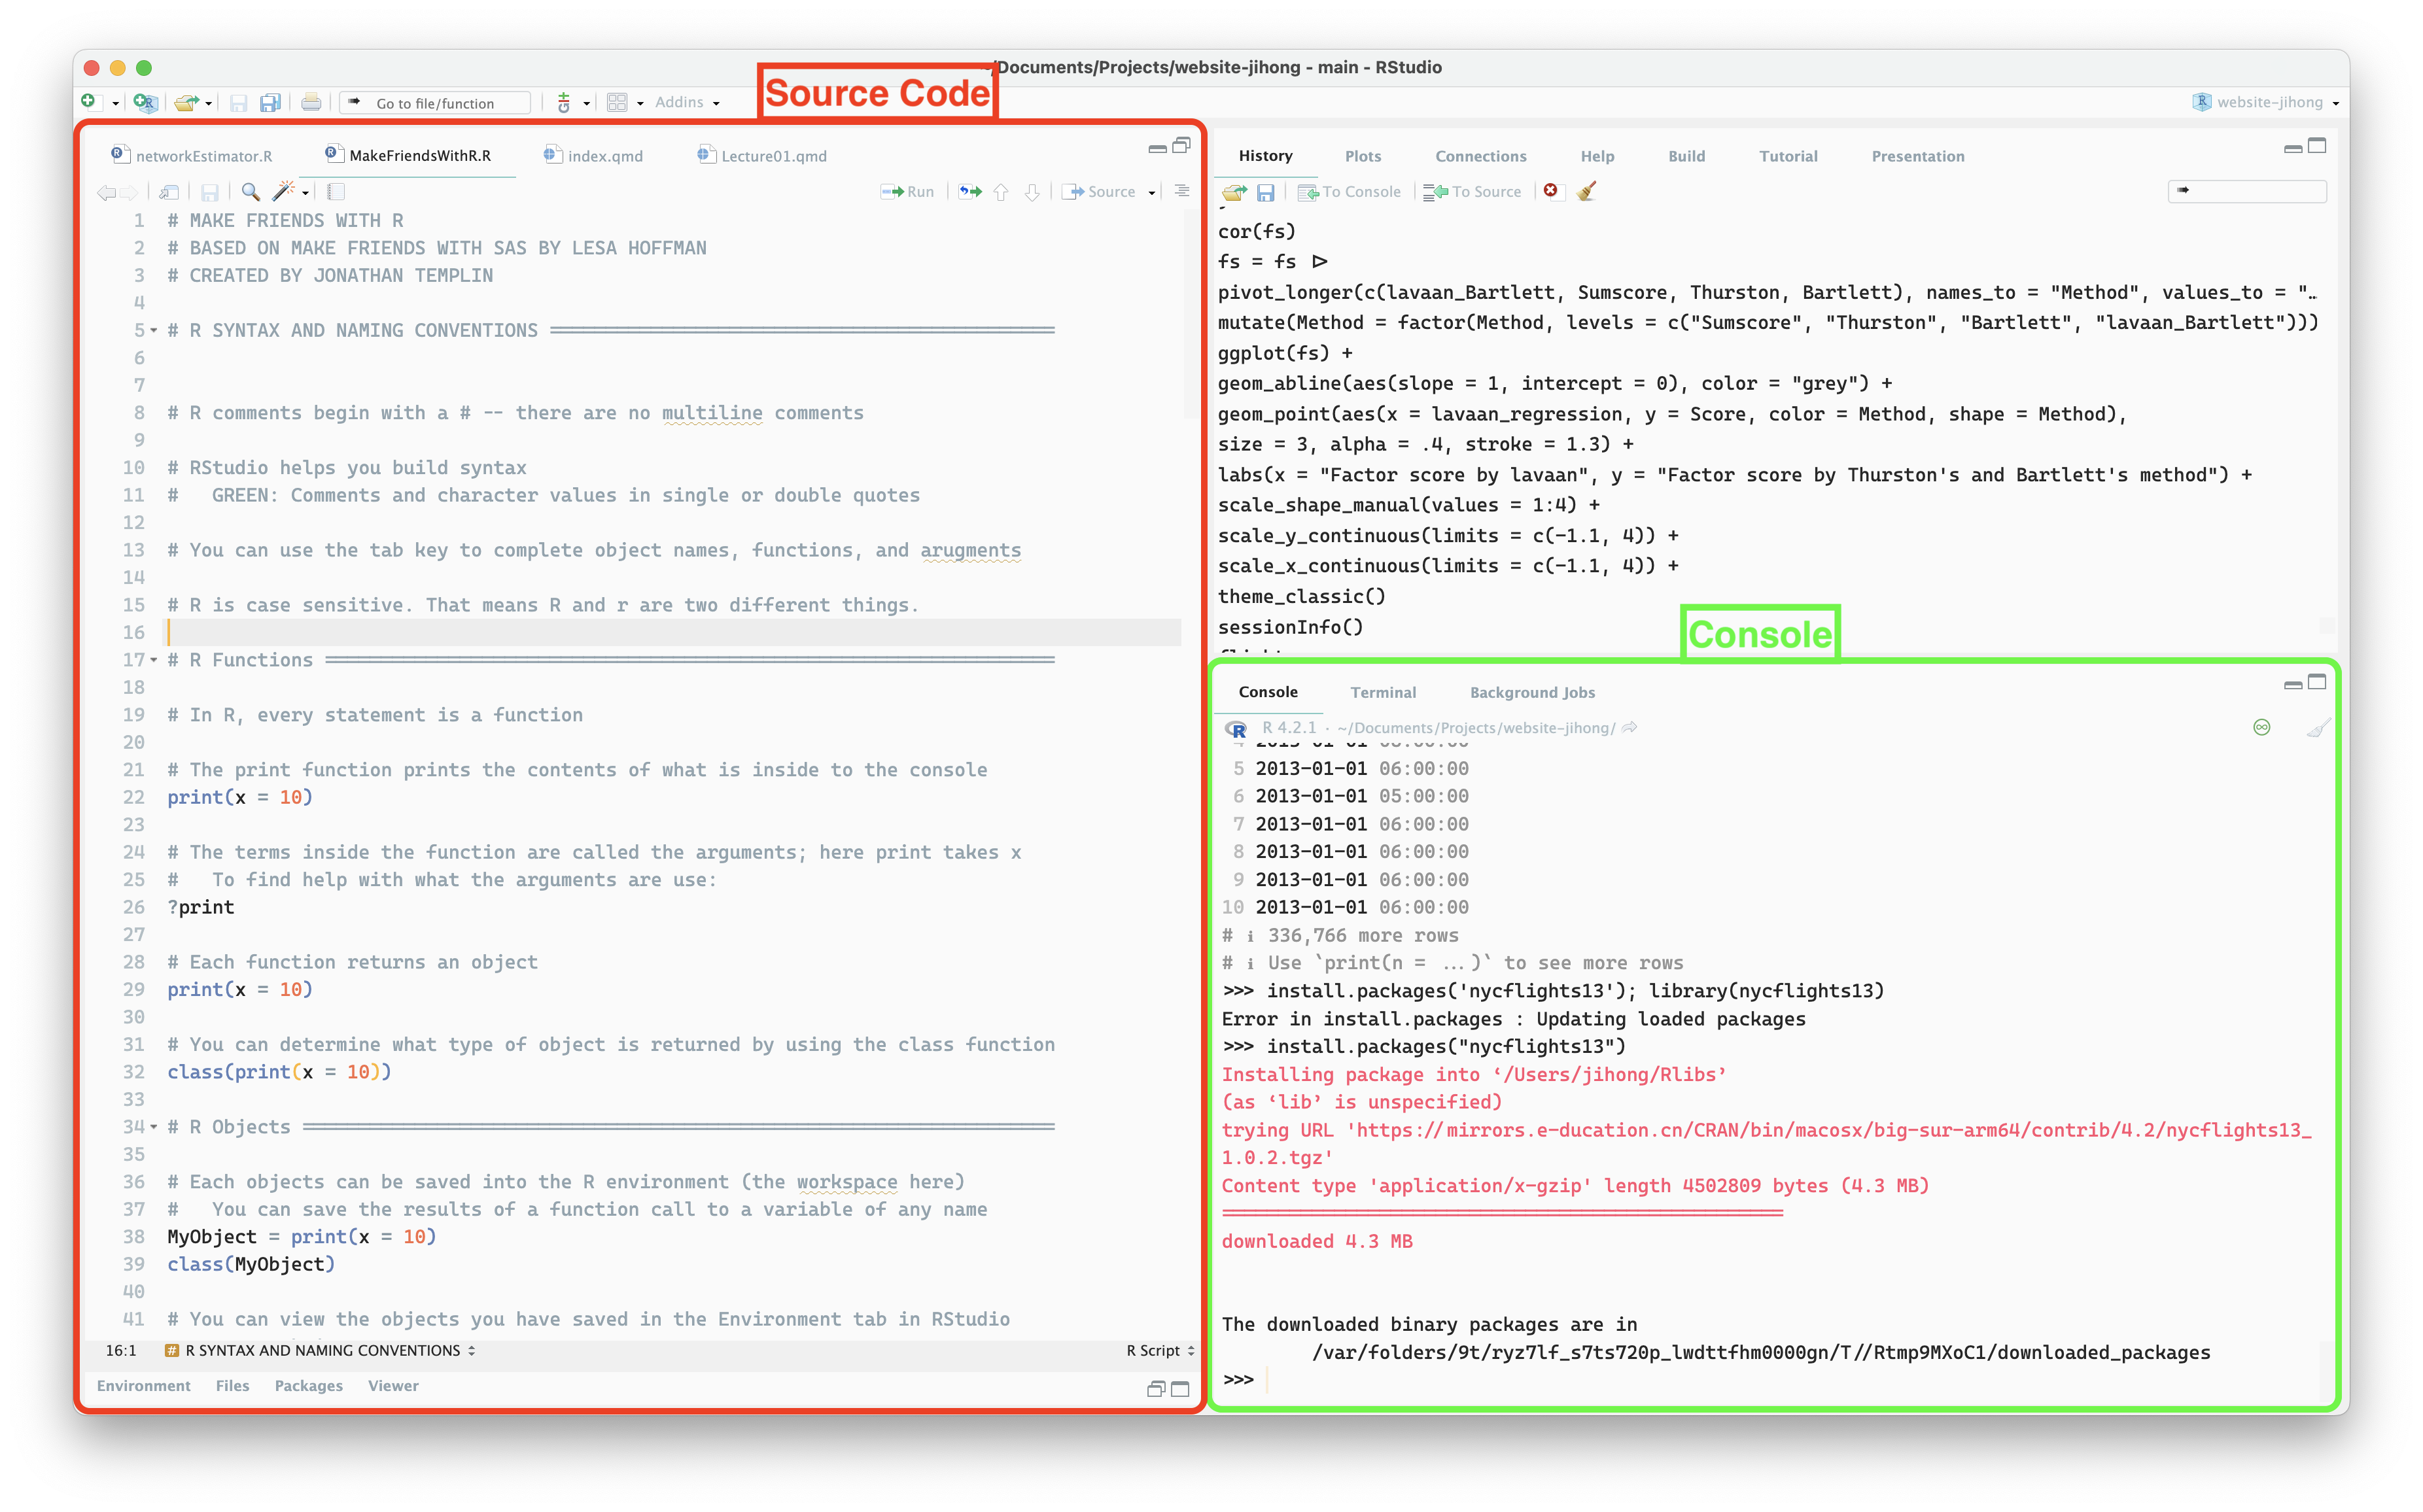 ~/Documents/Projects/website-jihong - main - RStudio
Source Code
Go to file/function
Addins
website-jihong
networkEstimator.R
MakeFriendsWithR.R
index.qmd
Lecture01.qmd
Run
Source
1 # MAKE FRIENDS WITH R
2 # BASED ON MAKE FRIENDS WITH SAS BY LESA HOFFMAN
3 # CREATED BY JONATHAN TEMPLIN
4
5 # R SYNTAX AND NAMING CONVENTIONS ══════════════════════════════
6
7
8 # R comments begin with a # -- there are no multiline comments
9
10 # RStudio helps you build syntax
11 #   GREEN: Comments and character values in single or double quotes
12
13 # You can use the tab key to complete object names, functions, and arugments
14
15 # R is case sensitive. That means R and r are two different things.
16
17 # R Functions ══════════════════════════════
18
19 # In R, every statement is a function
20
21 # The print function prints the contents of what is inside to the console
22 print(x = 10)
23
24 # The terms inside the function are called the arguments; here print takes x
25 #   To find help with what the arguments are use:
26 ?print
27
28 # Each function returns an object
29 print(x = 10)
30
31 # You can determine what type of object is returned by using the class function
32 class(print(x = 10))
33
34 # R Objects ══════════════════════════════
35
36 # Each objects can be saved into the R environment (the workspace here)
37 #   You can save the results of a function call to a variable of any name
38 MyObject = print(x = 10)
39 class(MyObject)
40
41 # You can view the objects you have saved in the Environment tab in RStudio
16:1
# R SYNTAX AND NAMING CONVENTIONS
R Script
Environment
Files
Packages
Viewer
History
Plots
Connections
Help
Build
Tutorial
Presentation
To Console
To Source
cor(fs)
fs = fs |>
pivot_longer(c(lavaan_Bartlett, Sumscore, Thurston, Bartlett), names_to = "Method", values_to = "…
mutate(Method = factor(Method, levels = c("Sumscore", "Thurston", "Bartlett", "lavaan_Bartlett")))
ggplot(fs) +
geom_abline(aes(slope = 1, intercept = 0), color = "grey") +
geom_point(aes(x = lavaan_regression, y = Score, color = Method, shape = Method),
size = 3, alpha = .4, stroke = 1.3) +
labs(x = "Factor score by lavaan", y = "Factor score by Thurston's and Bartlett's method") +
scale_shape_manual(values = 1:4) +
scale_y_continuous(limits = c(-1.1, 4)) +
scale_x_continuous(limits = c(-1.1, 4)) +
theme_classic()
sessionInfo()
Console
Console
Terminal
Background Jobs
R 4.2.1 · ~/Documents/Projects/website-jihong/
5 2013-01-01 06:00:00
6 2013-01-01 05:00:00
7 2013-01-01 06:00:00
8 2013-01-01 06:00:00
9 2013-01-01 06:00:00
10 2013-01-01 06:00:00
# ℹ 336,766 more rows
# ℹ Use `print(n = ...)` to see more rows
>>> install.packages('nycflights13'); library(nycflights13)
Error in install.packages : Updating loaded packages
>>> install.packages("nycflights13")
Installing package into ‘/Users/jihong/Rlibs’
(as ‘lib’ is unspecified)
trying URL 'https://mirrors.e-ducation.cn/CRAN/bin/macosx/big-sur-arm64/contrib/4.2/nycflights13_
1.0.2.tgz'
Content type 'application/x-gzip' length 4502809 bytes (4.3 MB)
══════════════════════════════
downloaded 4.3 MB
The downloaded binary packages are in
/var/folders/9t/ryz7lf_s7ts720p_lwdttfhm0000gn/T//Rtmp9MXoC1/downloaded_packages
>>>